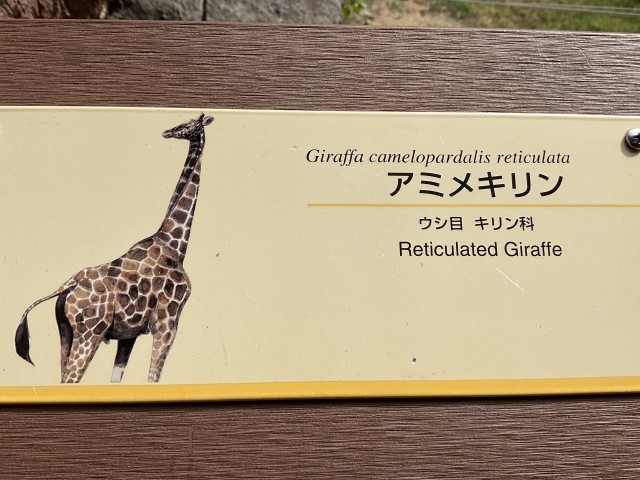 Giraffa camelopardalis reticulata
アミメキリン
ウシ目 キリン科
Reticulated Giraffe